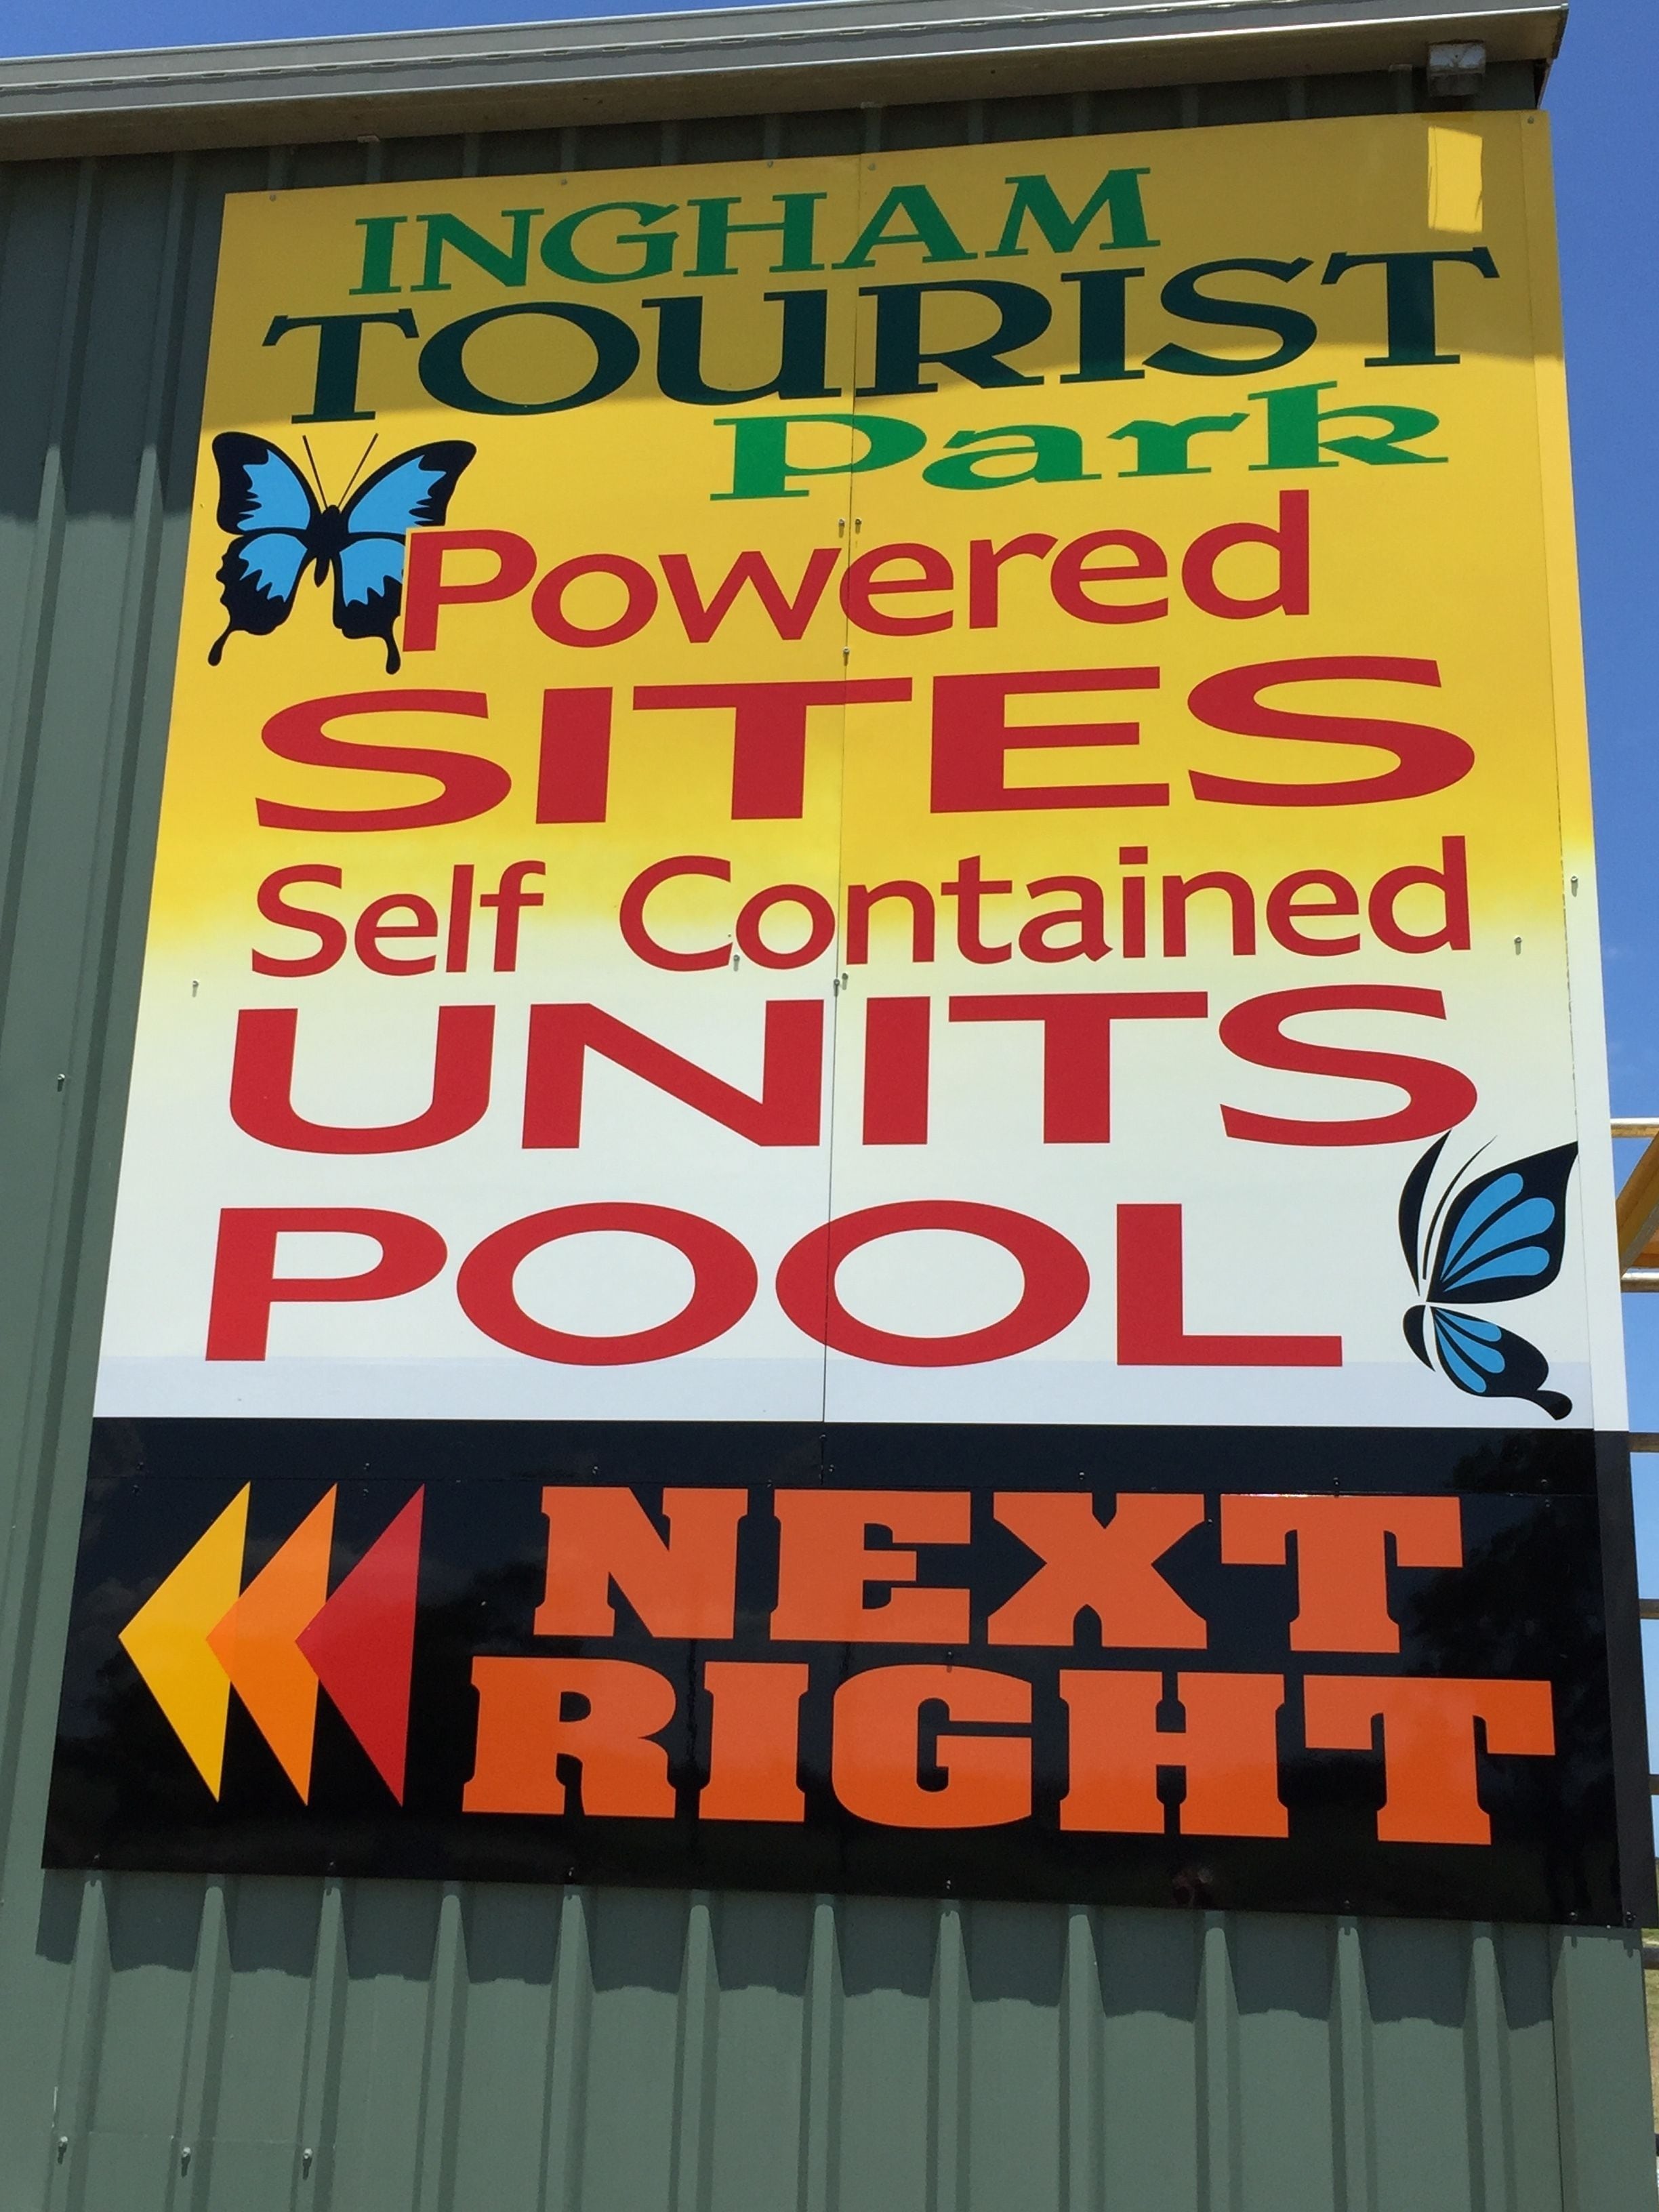 INGHAM
TOURIST
Park
Powered
SITES
Self Contained
UNITS
POOL
NEXT
RIGHT